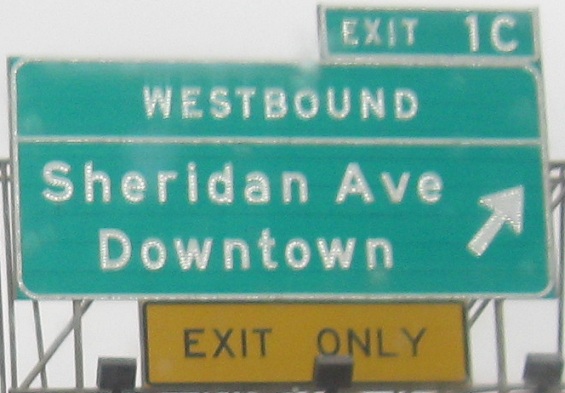 EXIT 1C
WESTBOUND
Sheridan Ave
Downtown
EXIT ONLY